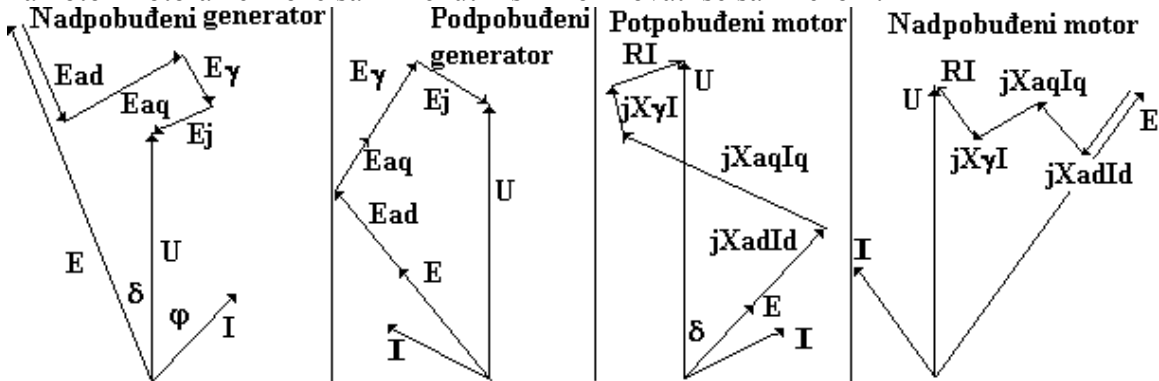 Nadpobuđeni generator
Ead
Eγ
Eaq
Ej
U
E
δ
φ
I
Podpobuđeni
generator
Eγ
Ej
Eaq
U
Ead
E
I
Potpobuđeni motor
RI
U
jXγI
jXaqIq
jXadId
E
δ
I
Nadpobuđeni motor
RI
jXaqIq
U
E
jXγI
jXadId
I